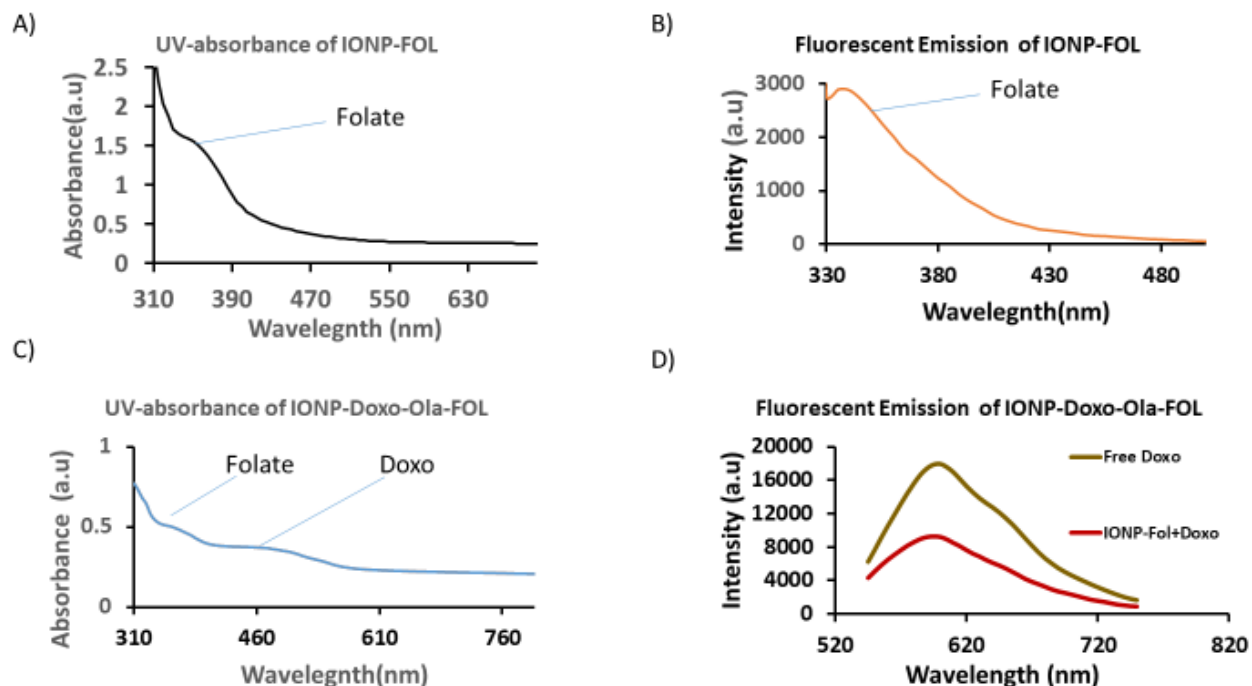 A)
UV-absbance of IONP-FOL
2.5
2
1.5
1
0.5
0
Absorbance(a.u)
Folate
310 390 470 550 630
Wavelegnth (nm)
B)
Fluorescent Emission of IONP-FOL
3000
2000
1000
0
Intensity (a.u)
Folate
330 380 430 480
Wavelegnth(nm)
C)
UV-absorbance of IONP-Doxo-Ola-FOL
1
0.5
0
Absorbance (a.u)
Folate Doxo
310 460 610 760
Wavelegnth(nm)
D)
Fluorescent Emission of IONP-Doxo-Ola-FOL
20000
16000
12000
8000
4000
0
Intensity (a.u)
Free Doxo
IONP-Fol+Doxo
520 620 720 820
Wavelength (nm)